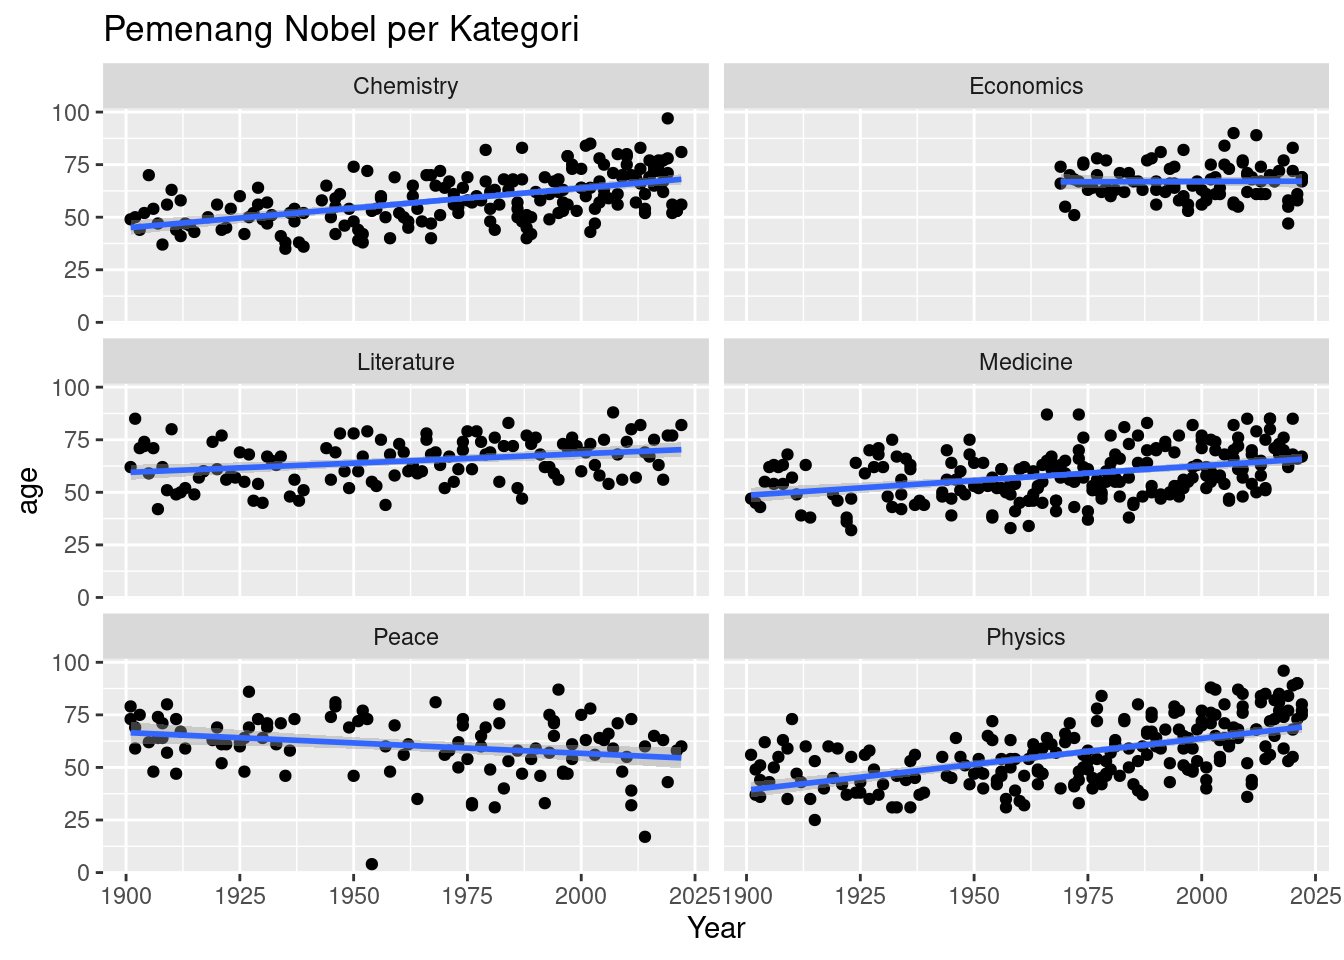 Pemenang Nobel per Kategori
Chemistry
Economics
100
75
50
25
0
Literature
Medicine
100
75
50
25
0
age
Peace
Physics
100
75
50
25
0
1900 1925 1950 1975 2000 2025 1900 1925 1950 1975 2000 2025
Year